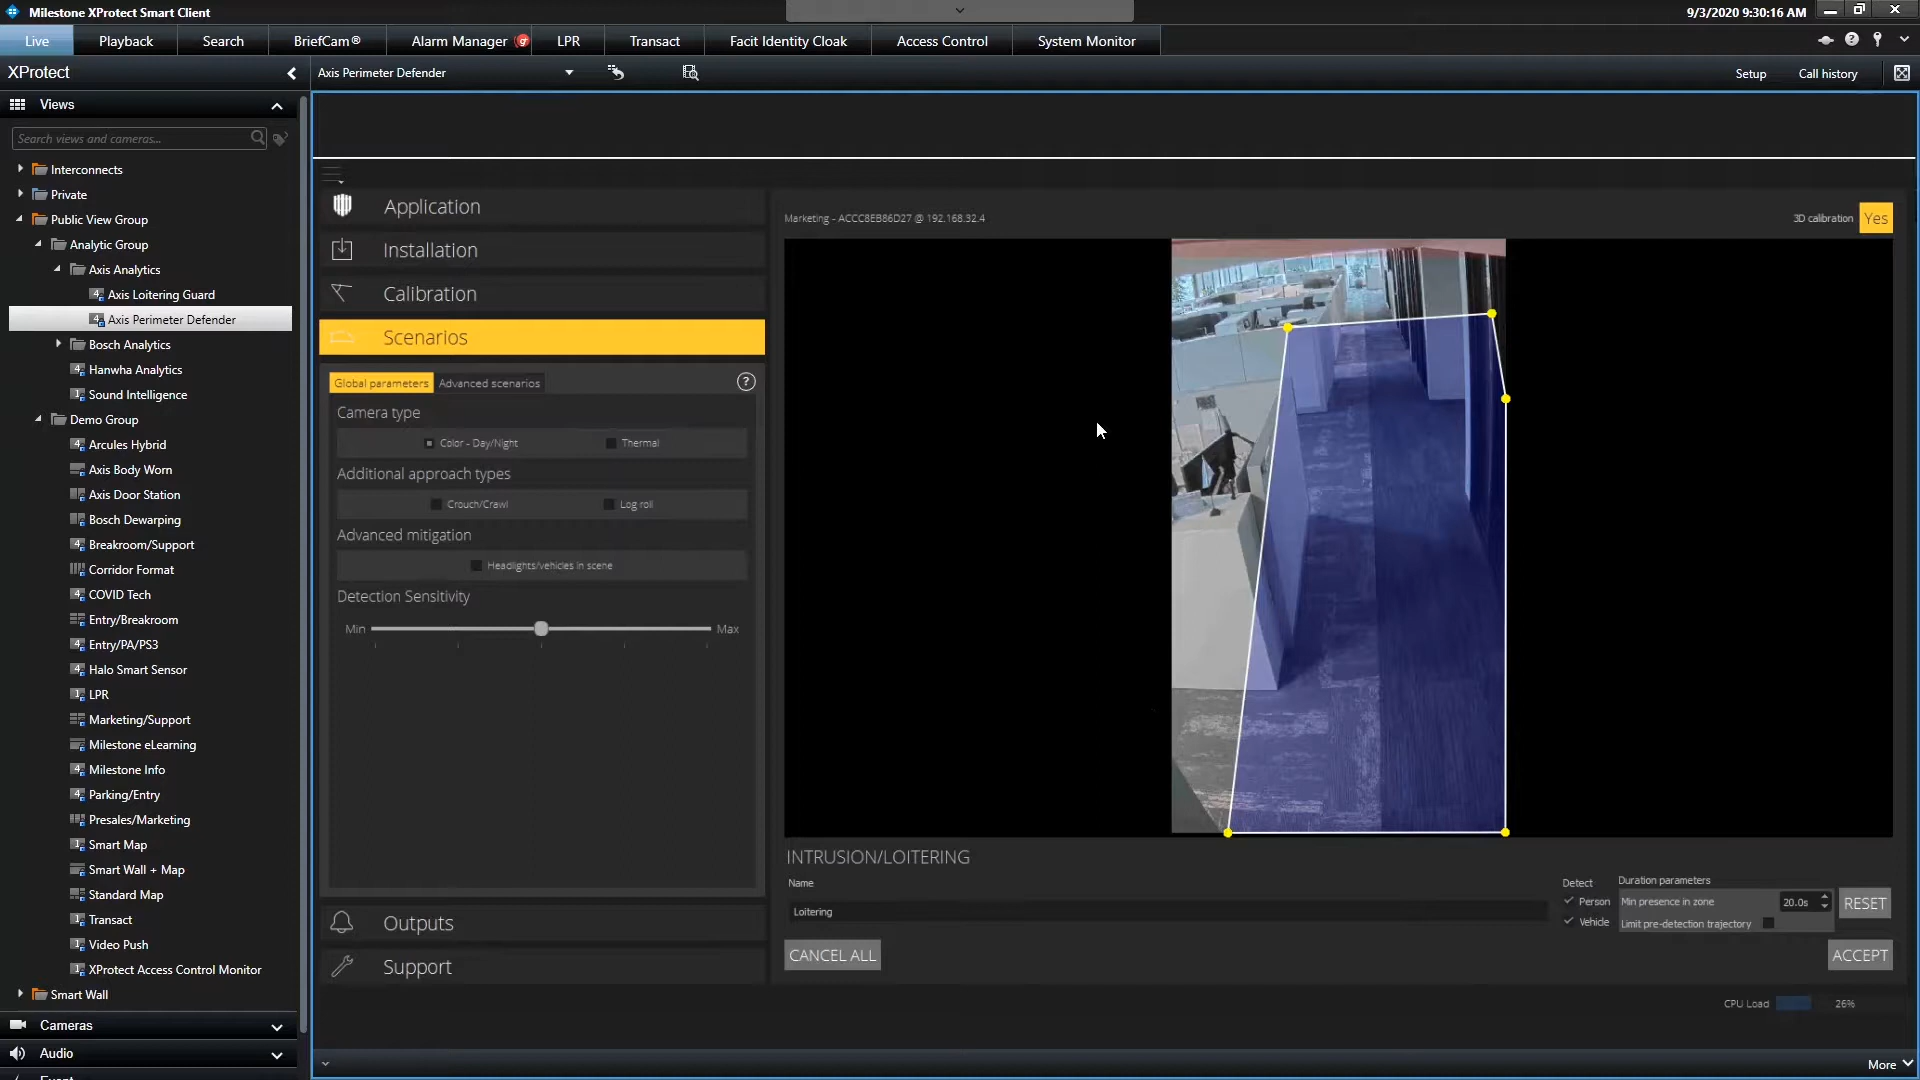 Milestone XProtect Smart Client
9/3/2020 9:30:16 AM
Live
Playback
Search
BriefCam®
Alarm Manager
LPR
Transact
Facit Identity Cloak
Access Control
System Monitor
XProtect
Axis Perimeter Defender
Setup
Call history
Views
Search views and cameras...
Interconnects
Private
Public View Group
Analytic Group
Axis Analytics
Axis Loitering Guard
Axis Perimeter Defender
Bosch Analytics
Hanwha Analytics
Sound Intelligence
Demo Group
Arcules Hybrid
Axis Body Worn
Axis Door Station
Bosch Dewarping
Breakroom/Support
Corridor Format
COVID Tech
Entry/Breakroom
Entry/PA/PS3
Halo Smart Sensor
LPR
Marketing/Support
Milestone eLearning
Milestone Info
Parking/Entry
Presales/Marketing
Smart Map
Smart Wall + Map
Standard Map
Transact
Video Push
XProtect Access Control Monitor
Smart Wall
Cameras
Audio
Application
Installation
Calibration
Scenarios
Global parameters
Advanced scenarios
?
Camera type
Color - Day/Night
Thermal
Additional approach types
Crouch/Crawl
Log roll
Advanced mitigation
Headlights/vehicles in scene
Detection Sensitivity
Min
Max
Outputs
Support
Marketing - ACCC8EB86D27 @ 192.168.32.4
3D calibration
Yes
INTRUSION/LOITERING
Name
Loitering
Detect
Person
Vehicle
Duration parameters
Min presence in zone
20.0s
Limit pre-detection trajectory
RESET
CANCEL ALL
ACCEPT
CPU Load
26%
More